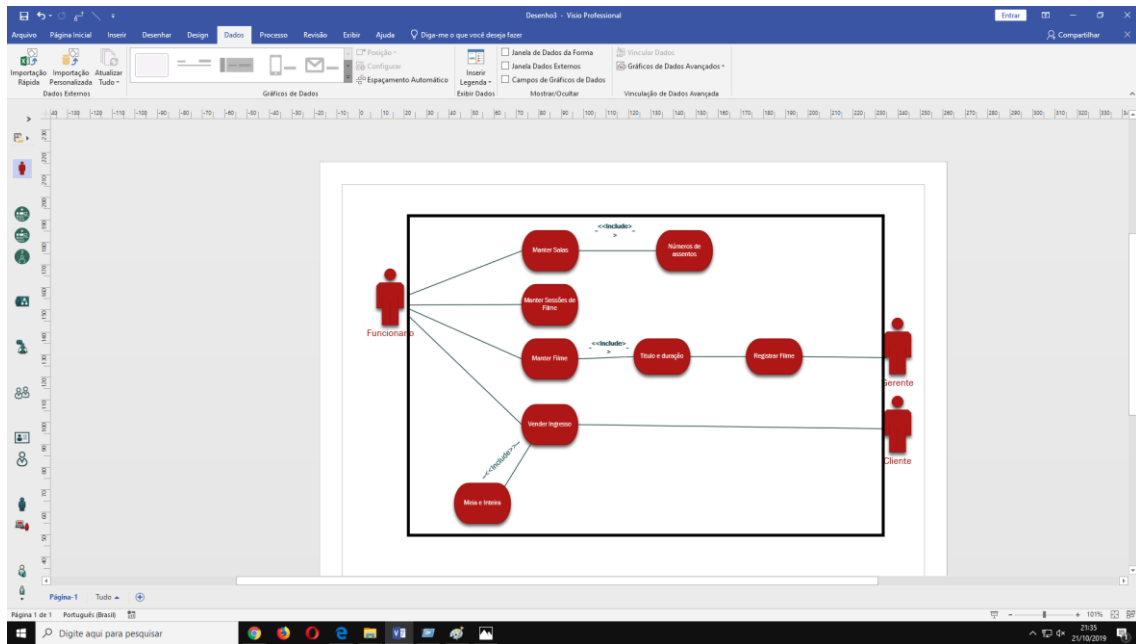 Desenho3 - Visio Professional
Entrar
Arquivo Página Inicial Inserir Desenhar Design Dados Processo Revisão Exibir Ajuda Diga-me o que você deseja fazer
Compartilhar
Importação Rápida
Importação Personalizada
Atualizar Tudo
Dados Externos
Posição
Configurar
Espaçamento Automático
Gráficos de Dados
Inserir Legenda
Exibir Dados
Janela de Dados da Forma
Janela Dados Externos
Campos de Gráficos de Dados
Mostrar/Ocultar
Vincular Dados
Gráficos de Dados Avançados
Vinculação de Dados Avançada
Manter Salas
_<<Include>_
>
Números de
assentos
Manter Sessões de
Filme
Funcionario
Manter Filme
_<<Include>_
>
Titulo e duração
Registrar Filme
Gerente
Vender Ingresso
Cliente
_<<Include>>_
Meia e Inteira
Página-1 Tudo
Página 1 de 1 Português (Brasil)
101%
Digite aqui para pesquisar
21:35
21/10/2019